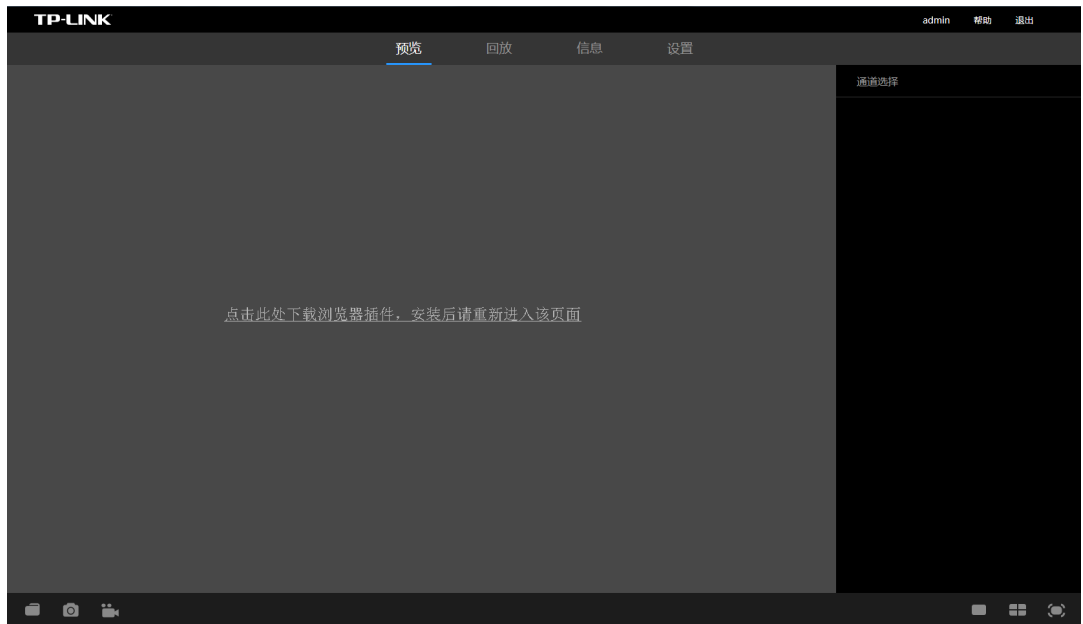 TP-LINK
admin 帮助 退出
预览 回放 信息 设置
通道选择
点击此处下载浏览器插件，安装后请重新进入该页面